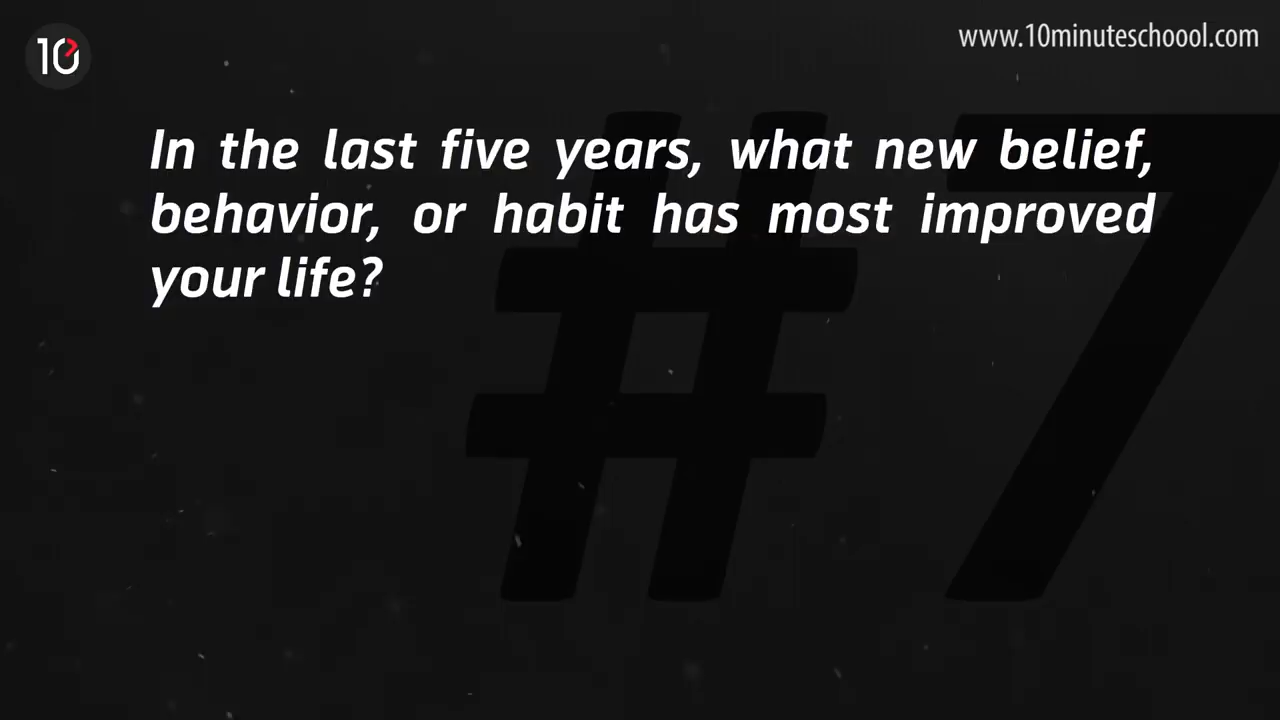 10
www.10minuteschoool.com
In the last five years, what new belief,
behavior, or habit has most improved
your life?
#7